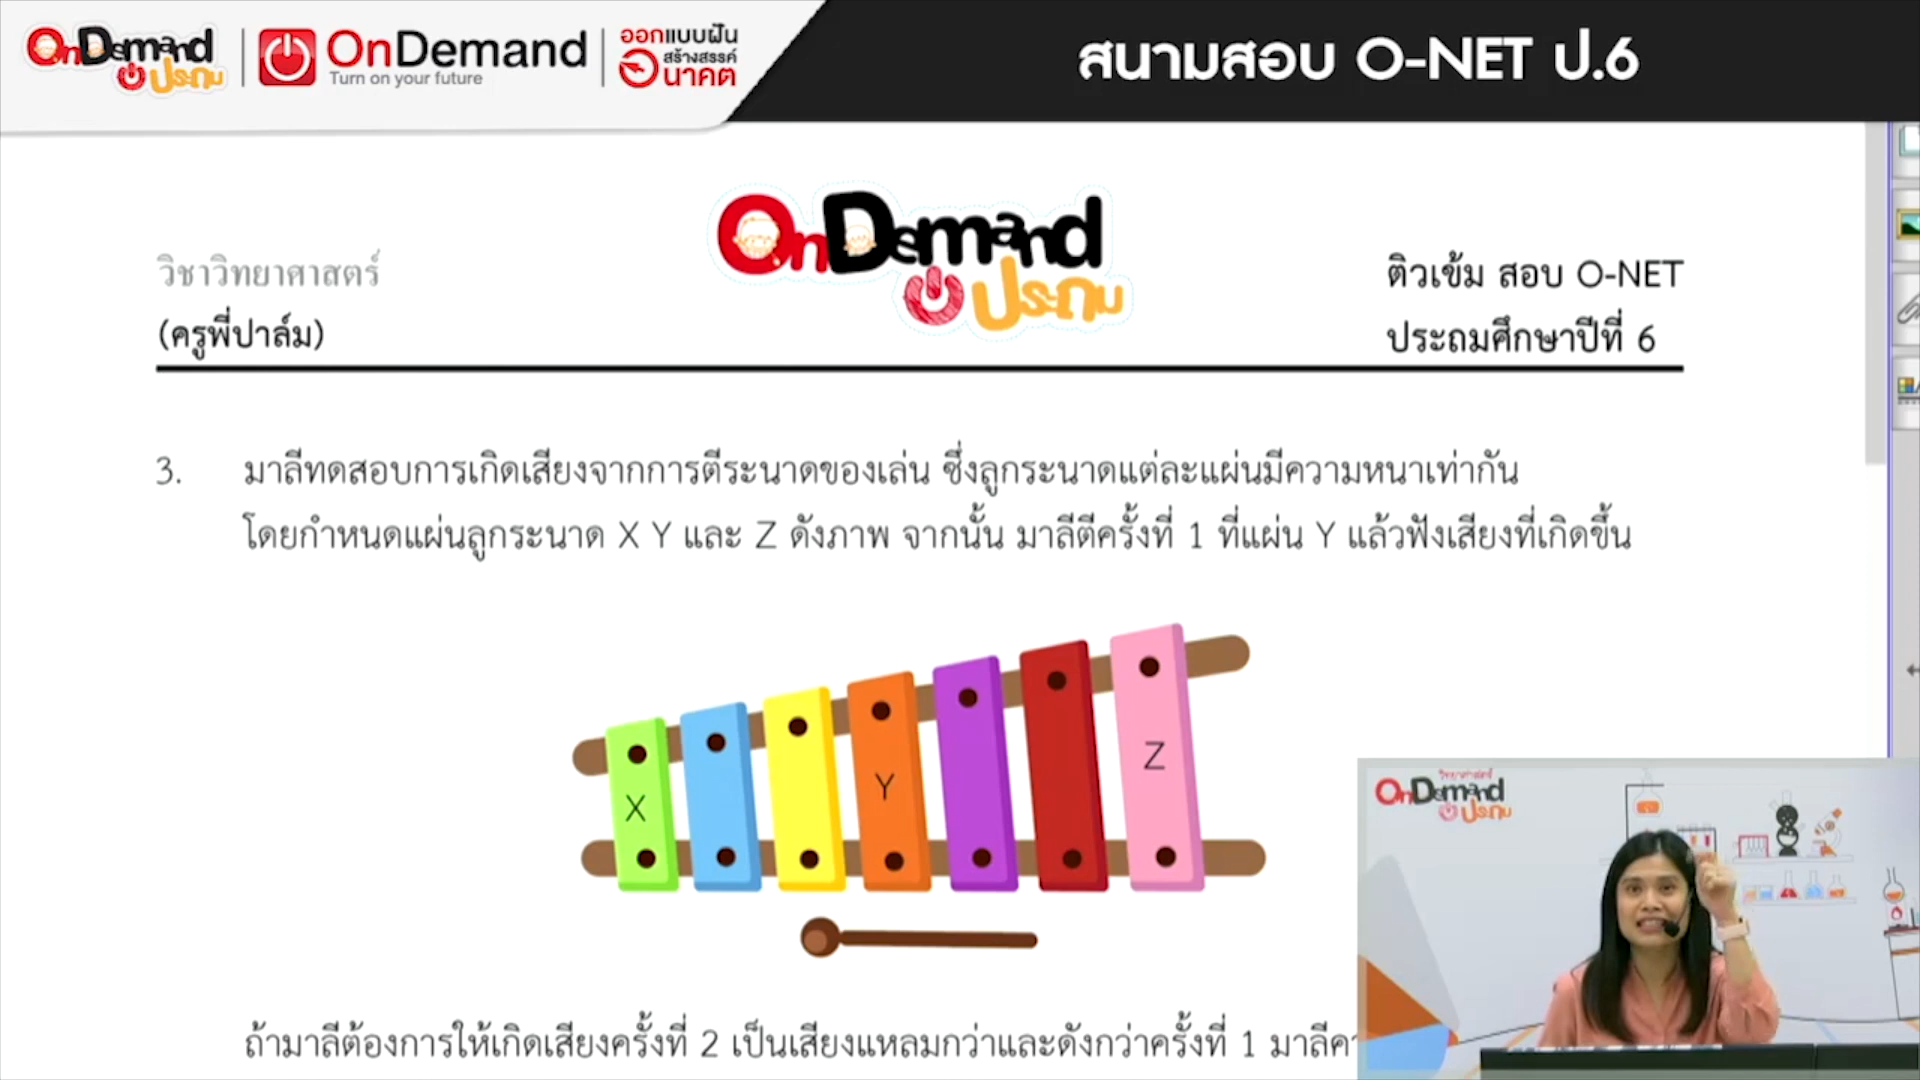 OnDemand
ประถม
OnDemand
Turn on your future
ออกแบบฝัน
สร้างสรรค์
อนาคต
สนามสอบ O-NET ป.6
OnDemand
ประถม
วิชาวิทยาศาสตร์
(ครูพี่ปาล์ม)
ติวเข้ม สอบ O-NET
ประถมศึกษาปีที่ 6
3. มาลีทดสอบการเกิดเสียงจากการตีระนาดของเล่น ซึ่งลูกระนาดแต่ละแผ่นมีความหนาเท่ากัน
โดยกำหนดแผ่นลูกระนาด X Y และ Z ดังภาพ จากนั้น มาลีตีครั้งที่ 1 ที่แผ่น Y แล้วฟังเสียงที่เกิดขึ้น
X
Y
Z
วิทยาศาสตร์
OnDemand
ประถม
ถ้ามาลีต้องการให้เกิดเสียงครั้งที่ 2 เป็นเสียงแหลมกว่าและดังกว่าครั้งที่ 1 มาลี